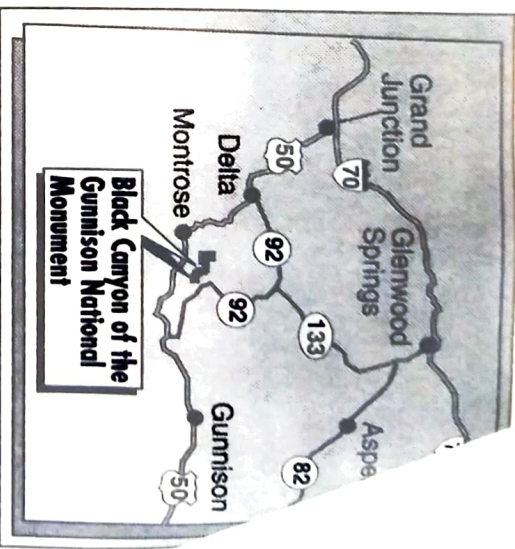 Grand
Junction
70
Glenwood
Springs
50
Delta
92
133
Aspe
Montrose
92
82
Black Canyon of the
Gunnison National
Monument
Gunnison
50